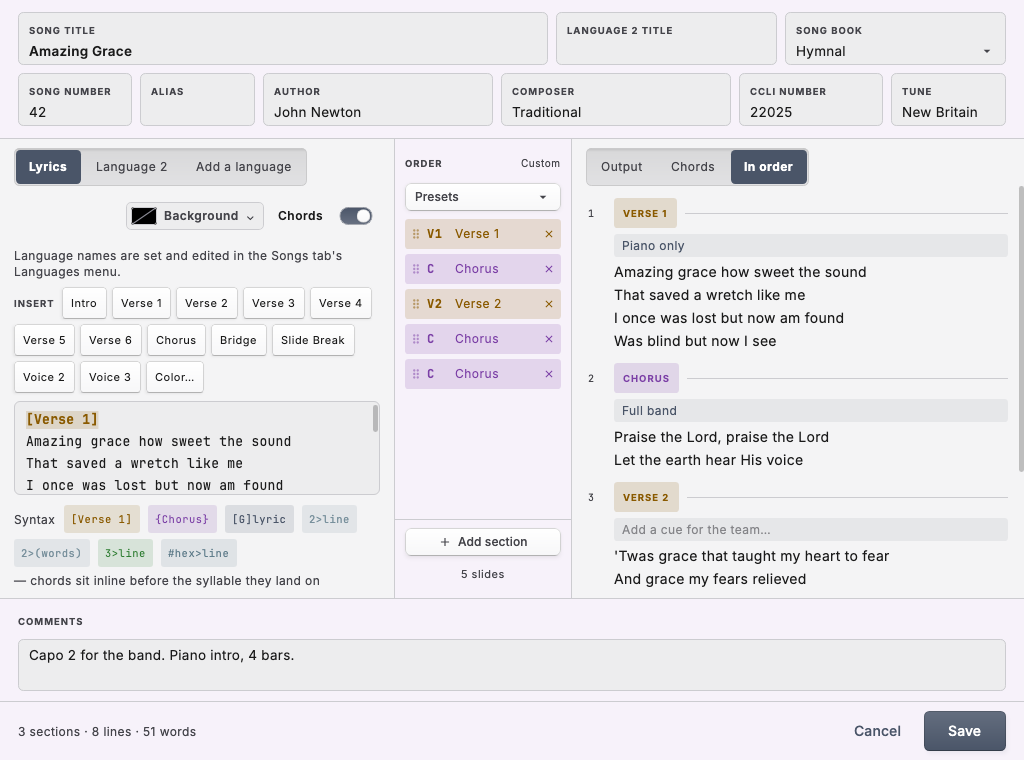 SONG TITLE
Amazing Grace
LANGUAGE 2 TITLE
SONG BOOK
Hymnal
SONG NUMBER
42
ALIAS
AUTHOR
John Newton
COMPOSER
Traditional
CCLI NUMBER
22025
TUNE
New Britain
Lyrics
Language 2
Add a language
Background
Chords
Language names are set and edited in the Songs tab's
Languages menu.
INSERT Intro Verse 1 Verse 2 Verse 3 Verse 4
Verse 5 Verse 6 Chorus Bridge Slide Break
Voice 2 Voice 3 Color...
[Verse 1]
Amazing grace how sweet the sound
That saved a wretch like me
I once was lost but now am found
Syntax [Verse 1] {Chorus} [G]lyric 2>line
2>(words) 3>line #hex>line
— chords sit inline before the syllable they land on
ORDER Custom
Presets
V1 Verse 1 ×
C Chorus ×
V2 Verse 2 ×
C Chorus ×
C Chorus ×
+ Add section
5 slides
Output
Chords
In order
1 VERSE 1
Piano only
Amazing grace how sweet the sound
That saved a wretch like me
I once was lost but now am found
Was blind but now I see
2 CHORUS
Full band
Praise the Lord, praise the Lord
Let the earth hear His voice
3 VERSE 2
Add a cue for the team...
'Twas grace that taught my heart to fear
And grace my fears relieved
COMMENTS
Capo 2 for the band. Piano intro, 4 bars.
3 sections · 8 lines · 51 words
Cancel
Save